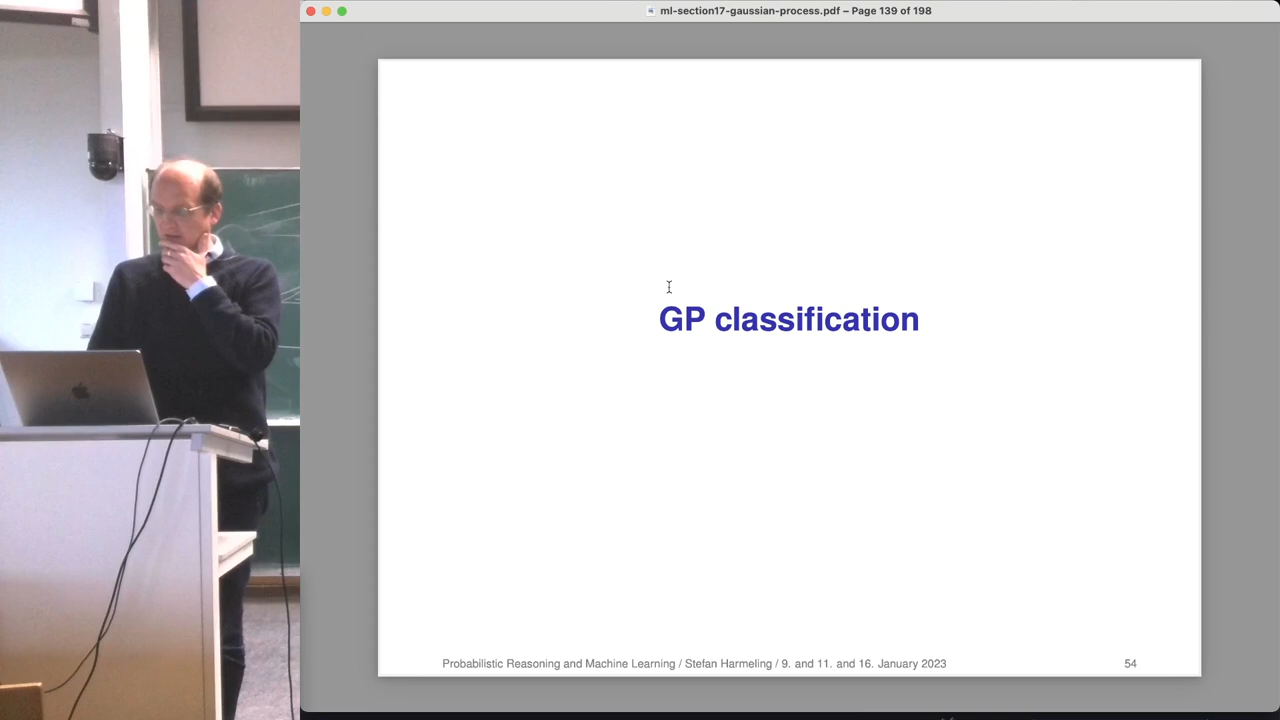 ml-section17-gaussian-process.pdf – Page 139 of 198
GP classification
Probabilistic Reasoning and Machine Learning / Stefan Harmeling / 9. and 11. and 16. January 2023
54